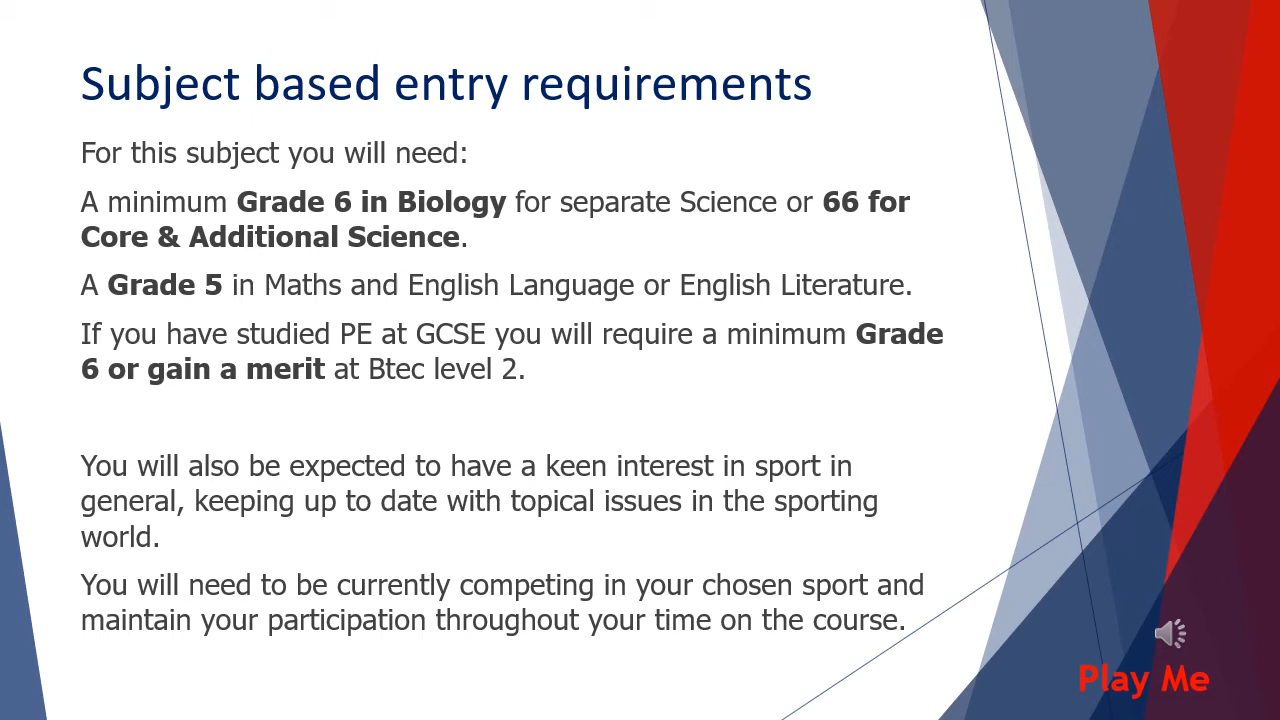 Subject based entry requirements
For this subject you will need:
A minimum Grade 6 in Biology for separate Science or 66 for
Core & Additional Science.
A Grade 5 in Maths and English Language or English Literature.
If you have studied PE at GCSE you will require a minimum Grade
6 or gain a merit at Btec level 2.
You will also be expected to have a keen interest in sport in
general, keeping up to date with topical issues in the sporting
world.
You will need to be currently competing in your chosen sport and
maintain your participation throughout your time on the course.
Play Me